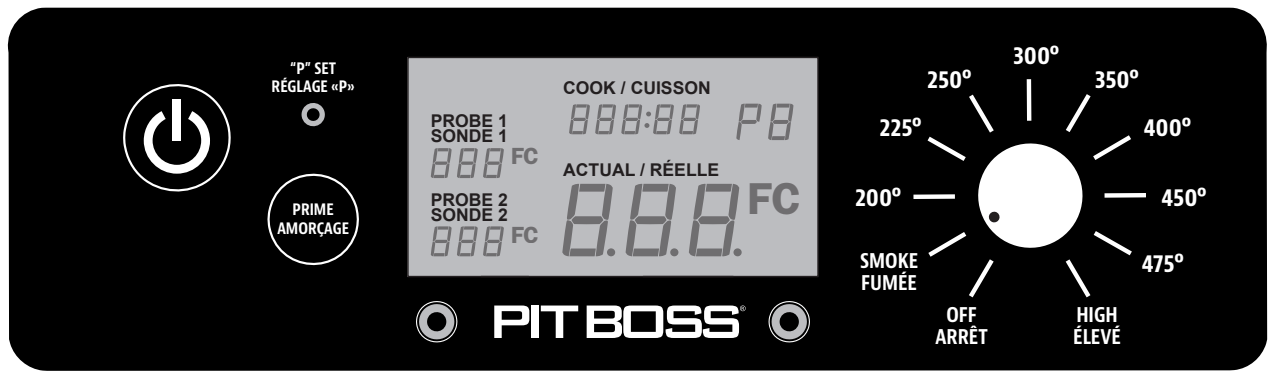 "P" SET
RÉGLAGE «P»
PRIME
AMORÇAGE
COOK / CUISSON
888:88 P8
PROBE 1
SONDE 1
888 FC
PROBE 2
SONDE 2
888 FC
ACTUAL / RÉELLE
8.8.8. FC
PIT BOSS®
OFF
ARRÊT
SMOKE
FUMÉE
200º
225º
250º
300º
350º
400º
450º
475º
HIGH
ÉLEVÉ